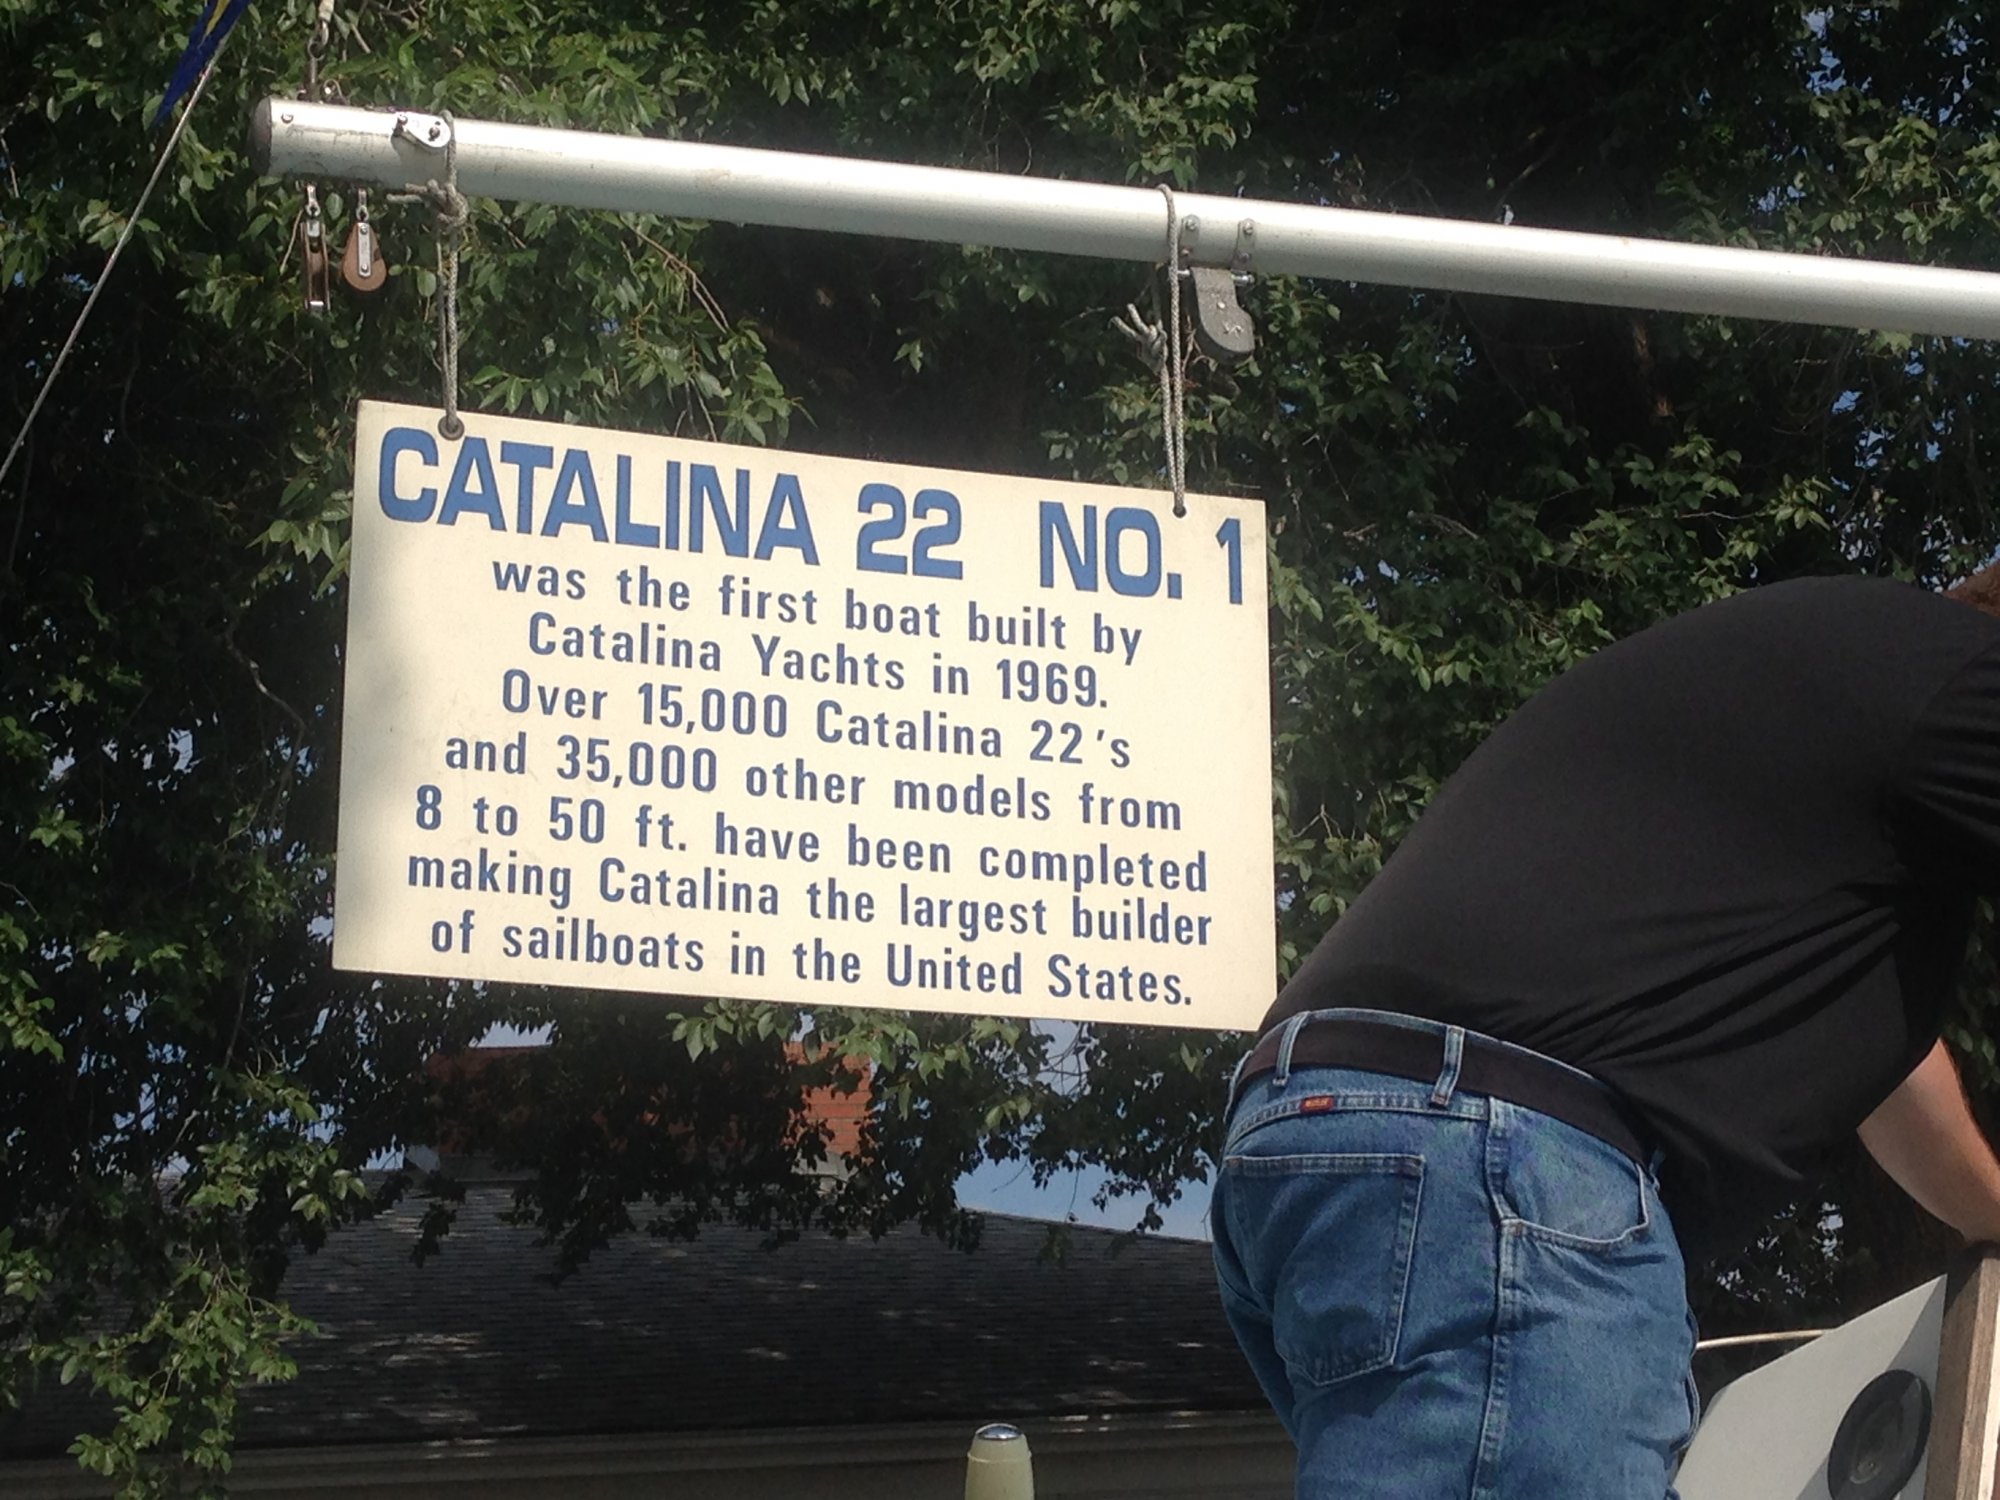 CATALINA 22 NO. 1
was the first boat built by
Catalina Yachts in 1969.
Over 15,000 Catalina 22's
and 35,000 other models from
8 to 50 ft. have been completed
making Catalina the largest builder
of sailboats in the United States.